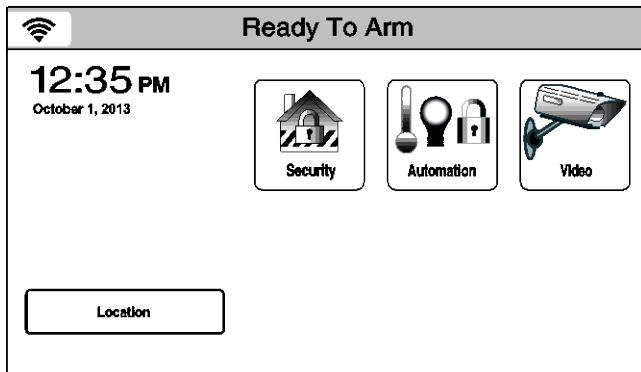 Ready To Arm
12:35 PM
October 1, 2013
Security
Automation
Video
Location